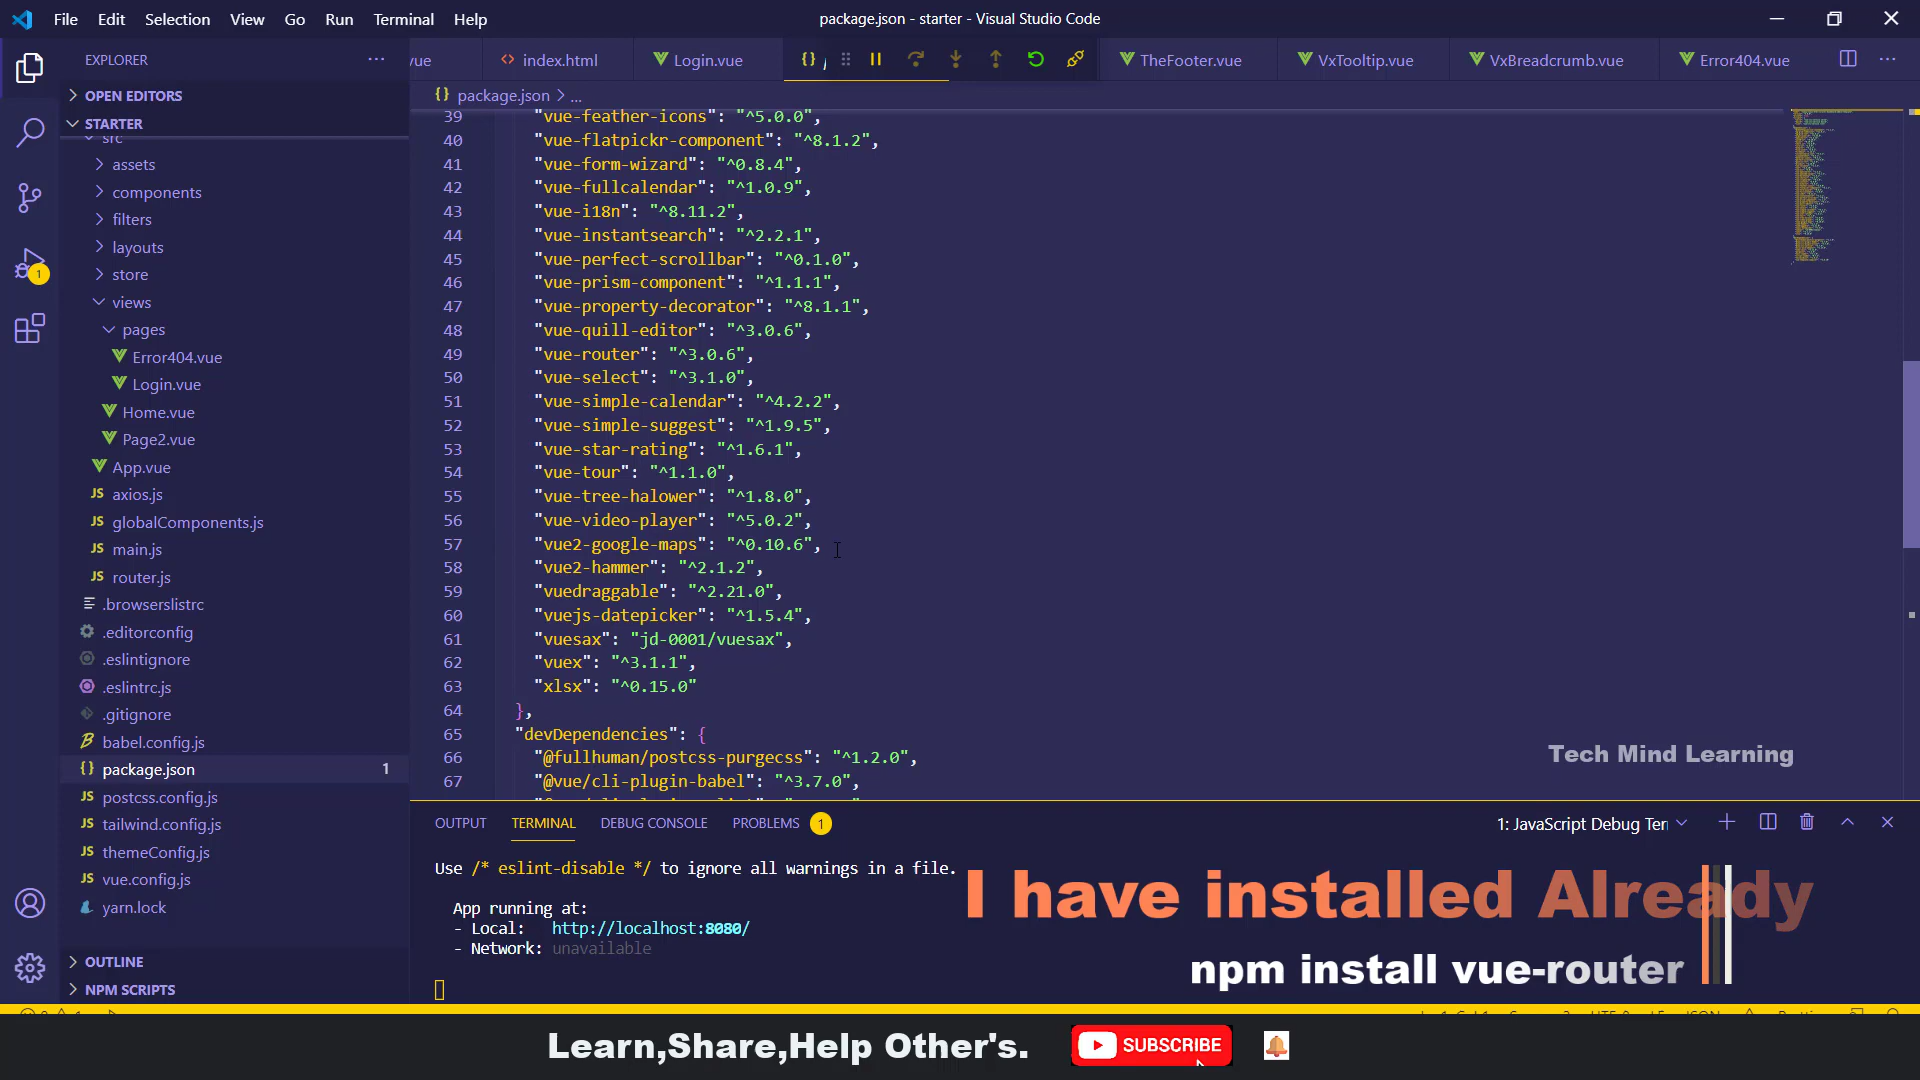 File Edit Selection View Go Run Terminal Help
package.json - starter - Visual Studio Code
EXPLORER
OPEN EDITORS
STARTER
src
assets
components
filters
layouts
store
views
pages
Error404.vue
Login.vue
Home.vue
Page2.vue
App.vue
axios.js
globalComponents.js
main.js
router.js
.browserslistrc
.editorconfig
.eslintignore
.eslintrc.js
.gitignore
babel.config.js
package.json 1
postcss.config.js
tailwind.config.js
themeConfig.js
vue.config.js
yarn.lock
OUTLINE
NPM SCRIPTS
vue index.html Login.vue TheFooter.vue VxTooltip.vue VxBreadcrumb.vue Error404.vue
package.json > ...
39 "vue-feather-icons": "^5.0.0",
40 "vue-flatpickr-component": "^8.1.2",
41 "vue-form-wizard": "^0.8.4",
42 "vue-fullcalendar": "^1.0.9",
43 "vue-i18n": "^8.11.2",
44 "vue-instantsearch": "^2.2.1",
45 "vue-perfect-scrollbar": "^0.1.0",
46 "vue-prism-component": "^1.1.1",
47 "vue-property-decorator": "^8.1.1",
48 "vue-quill-editor": "^3.0.6",
49 "vue-router": "^3.0.6",
50 "vue-select": "^3.1.0",
51 "vue-simple-calendar": "^4.2.2",
52 "vue-simple-suggest": "^1.9.5",
53 "vue-star-rating": "^1.6.1",
54 "vue-tour": "^1.1.0",
55 "vue-tree-halower": "^1.8.0",
56 "vue-video-player": "^5.0.2",
57 "vue2-google-maps": "^0.10.6",
58 "vue2-hammer": "^2.1.2",
59 "vuedraggable": "^2.21.0",
60 "vuejs-datepicker": "^1.5.4",
61 "vuesax": "jd-0001/vuesax",
62 "vuex": "^3.1.1",
63 "xlsx": "^0.15.0"
64 },
65 "devDependencies": {
66 "@fullhuman/postcss-purgecss": "^1.2.0",
67 "@vue/cli-plugin-babel": "^3.7.0",
Tech Mind Learning
OUTPUT TERMINAL DEBUG CONSOLE PROBLEMS 1
1: JavaScript Debug Ter
Use /* eslint-disable */ to ignore all warnings in a file.
App running at:
- Local: http://localhost:8080/
- Network: unavailable
I have installed Already
npm install vue-router
Learn,Share,Help Other's.
SUBSCRIBE